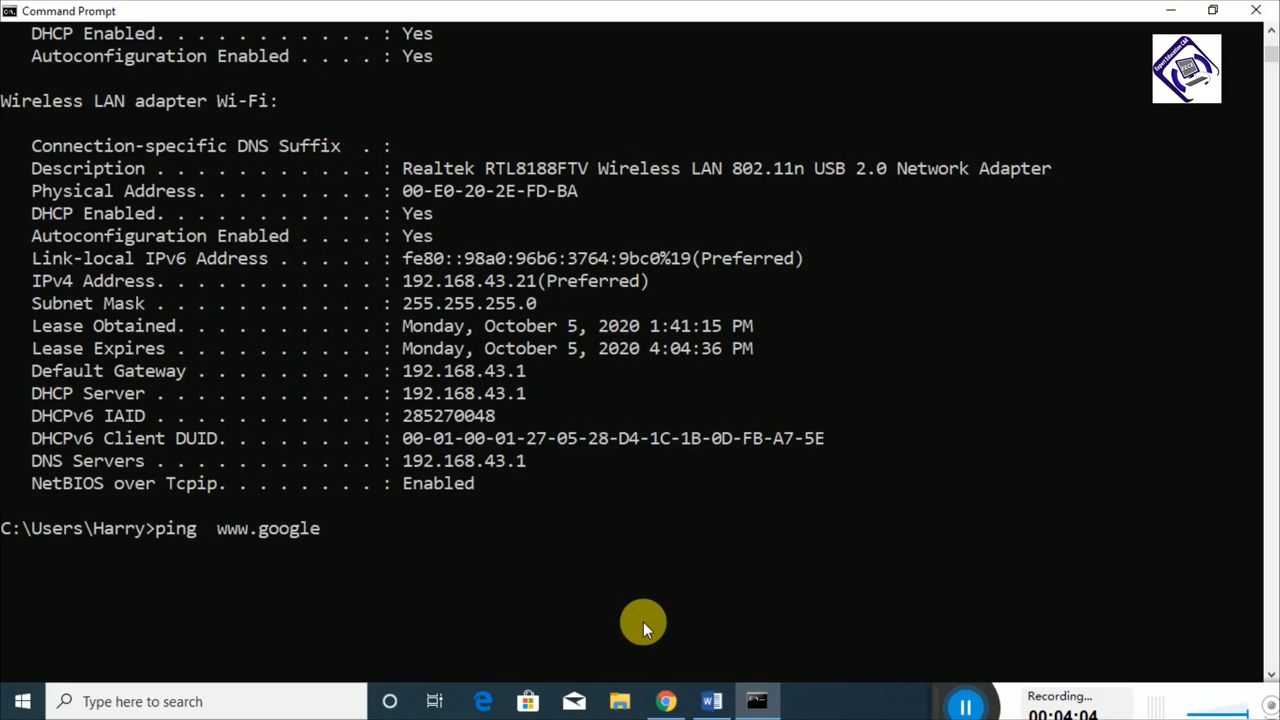 Command Prompt
DHCP Enabled. . . . . . . . . . . : Yes
Autoconfiguration Enabled . . . . : Yes
Wireless LAN adapter Wi-Fi:
Connection-specific DNS Suffix  . :
Description . . . . . . . . . . . : Realtek RTL8188FTV Wireless LAN 802.11n USB 2.0 Network Adapter
Physical Address. . . . . . . . . : 00-E0-20-2E-FD-BA
DHCP Enabled. . . . . . . . . . . : Yes
Autoconfiguration Enabled . . . . : Yes
Link-local IPv6 Address . . . . . : fe80::98a0:96b6:3764:9bc0%19(Preferred)
IPv4 Address. . . . . . . . . . . : 192.168.43.21(Preferred)
Subnet Mask . . . . . . . . . . . : 255.255.255.0
Lease Obtained. . . . . . . . . . : Monday, October 5, 2020 1:41:15 PM
Lease Expires . . . . . . . . . . : Monday, October 5, 2020 4:04:36 PM
Default Gateway . . . . . . . . . : 192.168.43.1
DHCP Server . . . . . . . . . . . : 192.168.43.1
DHCPv6 IAID . . . . . . . . . . . : 285270048
DHCPv6 Client DUID. . . . . . . . : 00-01-00-01-27-05-28-D4-1C-1B-0D-FB-A7-5E
DNS Servers . . . . . . . . . . . : 192.168.43.1
NetBIOS over Tcpip. . . . . . . . : Enabled
C:\Users\Harry>ping  www.google
Type here to search
Recording...
00:04:04